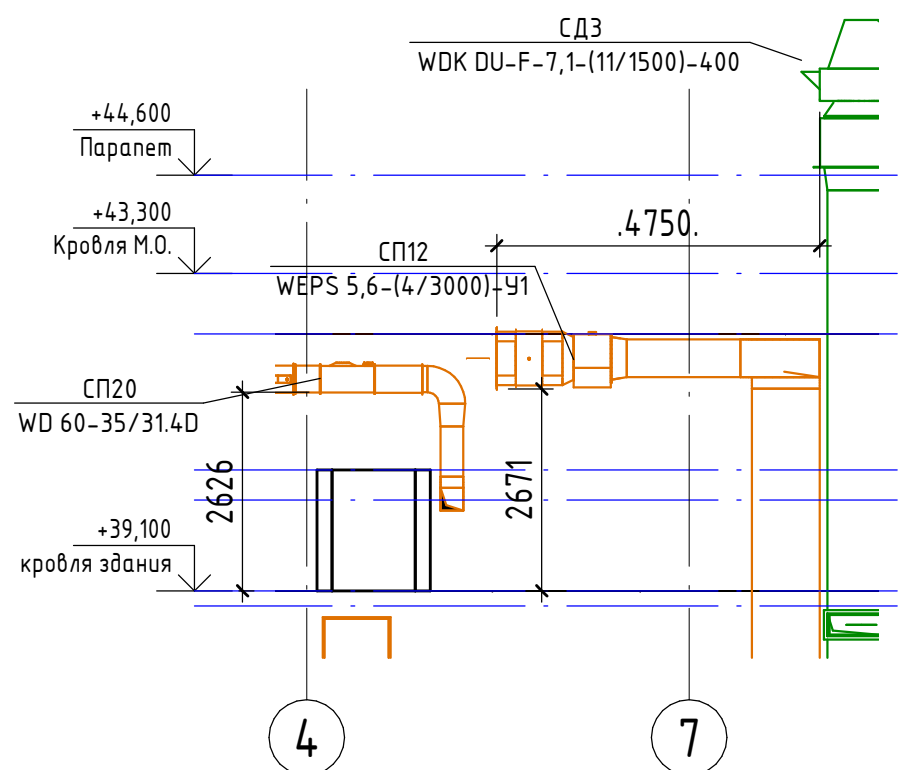 СД3
WDK DU-F-7,1-(11/1500)-400
+44,600
Парапет
+43,300
Кровля М.О.
.4750.
СП12
WEPS 5,6-(4/3000)-У1
СП20
WD 60-35/31.4D
2626
2671
+39,100
кровля здания
4
7